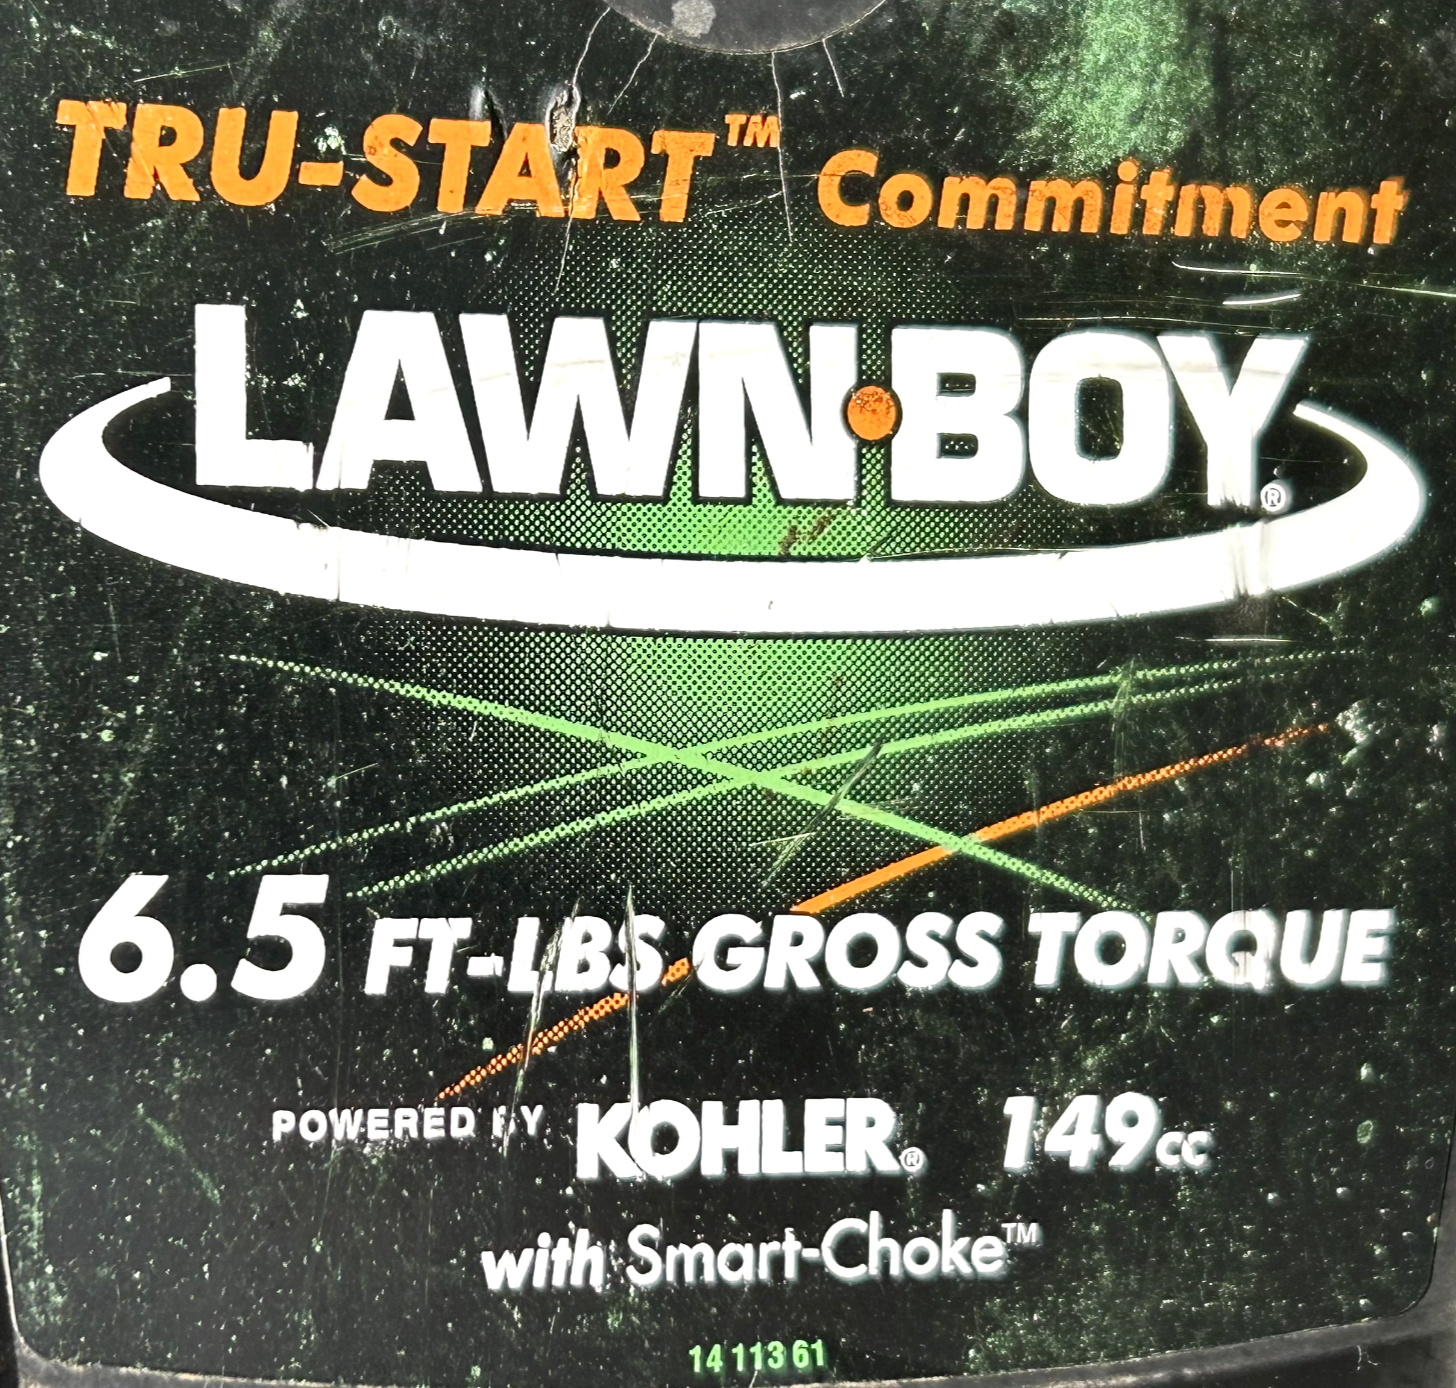 TRU-START™ Commitment
LAWN·BOY®
6.5 FT-LBS GROSS TORQUE
POWERED BY KOHLER® 149cc
with Smart-Choke™
14 113 61